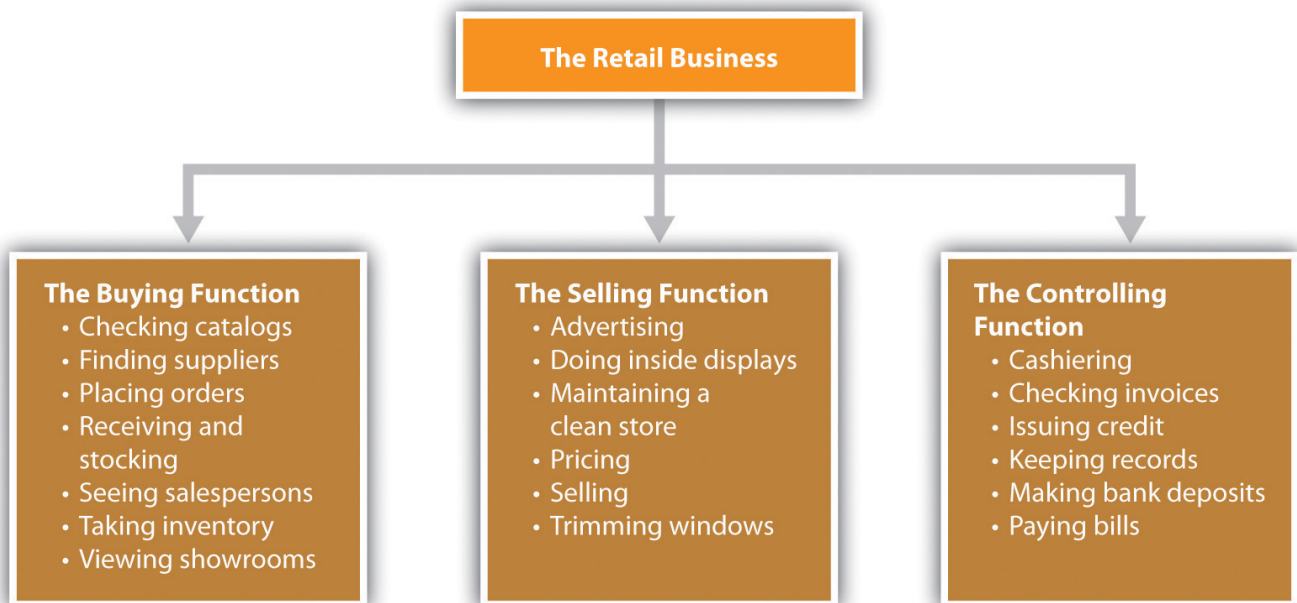 The Retail Business
The Buying Function
• Checking catalogs
• Finding suppliers
• Placing orders
• Receiving and
stocking
• Seeing salespersons
• Taking inventory
• Viewing showrooms
The Selling Function
• Advertising
• Doing inside displays
• Maintaining a
clean store
• Pricing
• Selling
• Trimming windows
The Controlling
Function
• Cashiering
• Checking invoices
• Issuing credit
• Keeping records
• Making bank deposits
• Paying bills